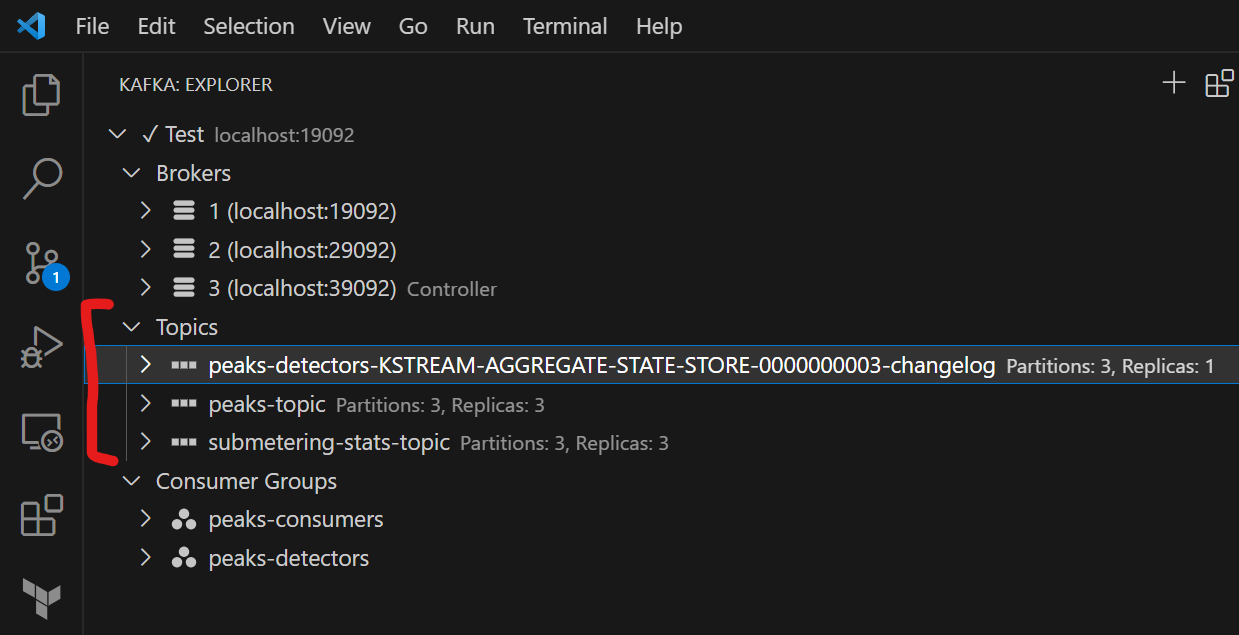 File Edit Selection View Go Run Terminal Help
KAFKA: EXPLORER
Test localhost:19092
Brokers
1 (localhost:19092)
2 (localhost:29092)
1
3 (localhost:39092) Controller
Topics
peaks-detectors-KSTREAM-AGGREGATE-STATE-STORE-0000000003-changelog Partitions: 3, Replicas: 1
peaks-topic Partitions: 3, Replicas: 3
submetering-stats-topic Partitions: 3, Replicas: 3
Consumer Groups
peaks-consumers
peaks-detectors